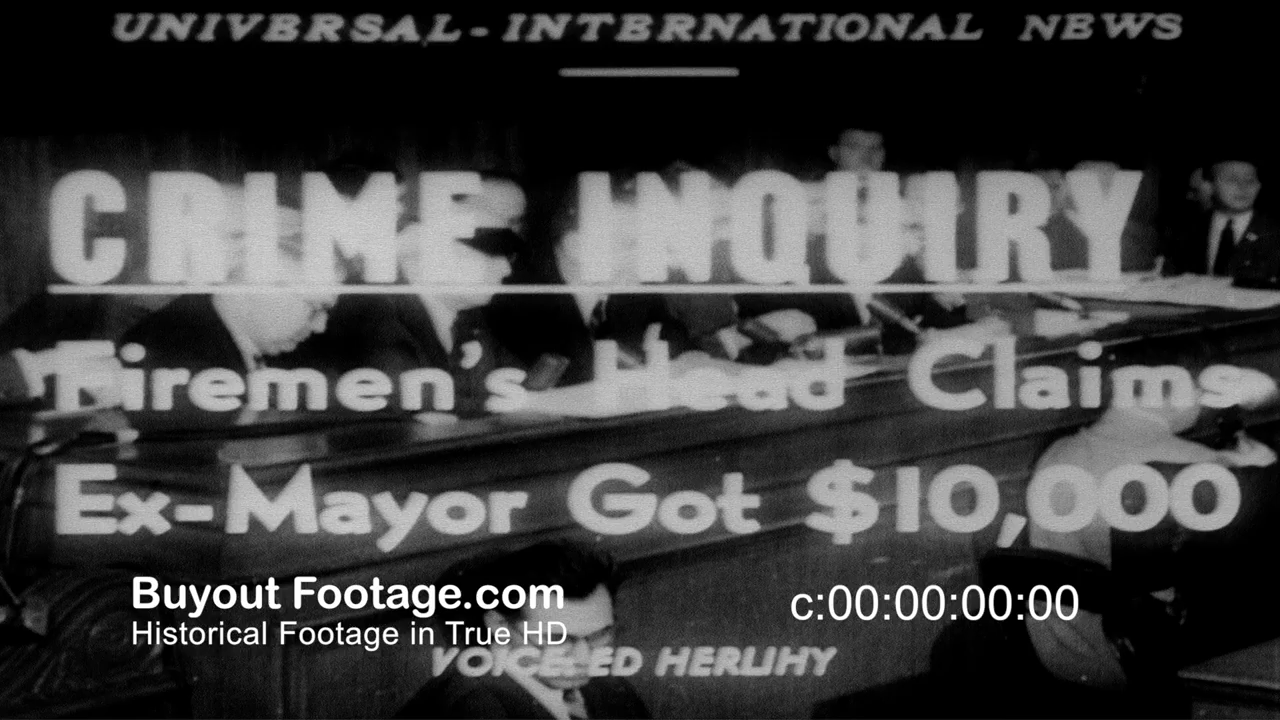 UNIVERSAL-INTERNATIONAL NEWS
CRIME INQUIRY
Firemen's Head Claims
Ex-Mayor Got $10,000
Buyout Footage.com
Historical Footage in True HD
c:00:00:00:00
VOICE: ED HERLIHY